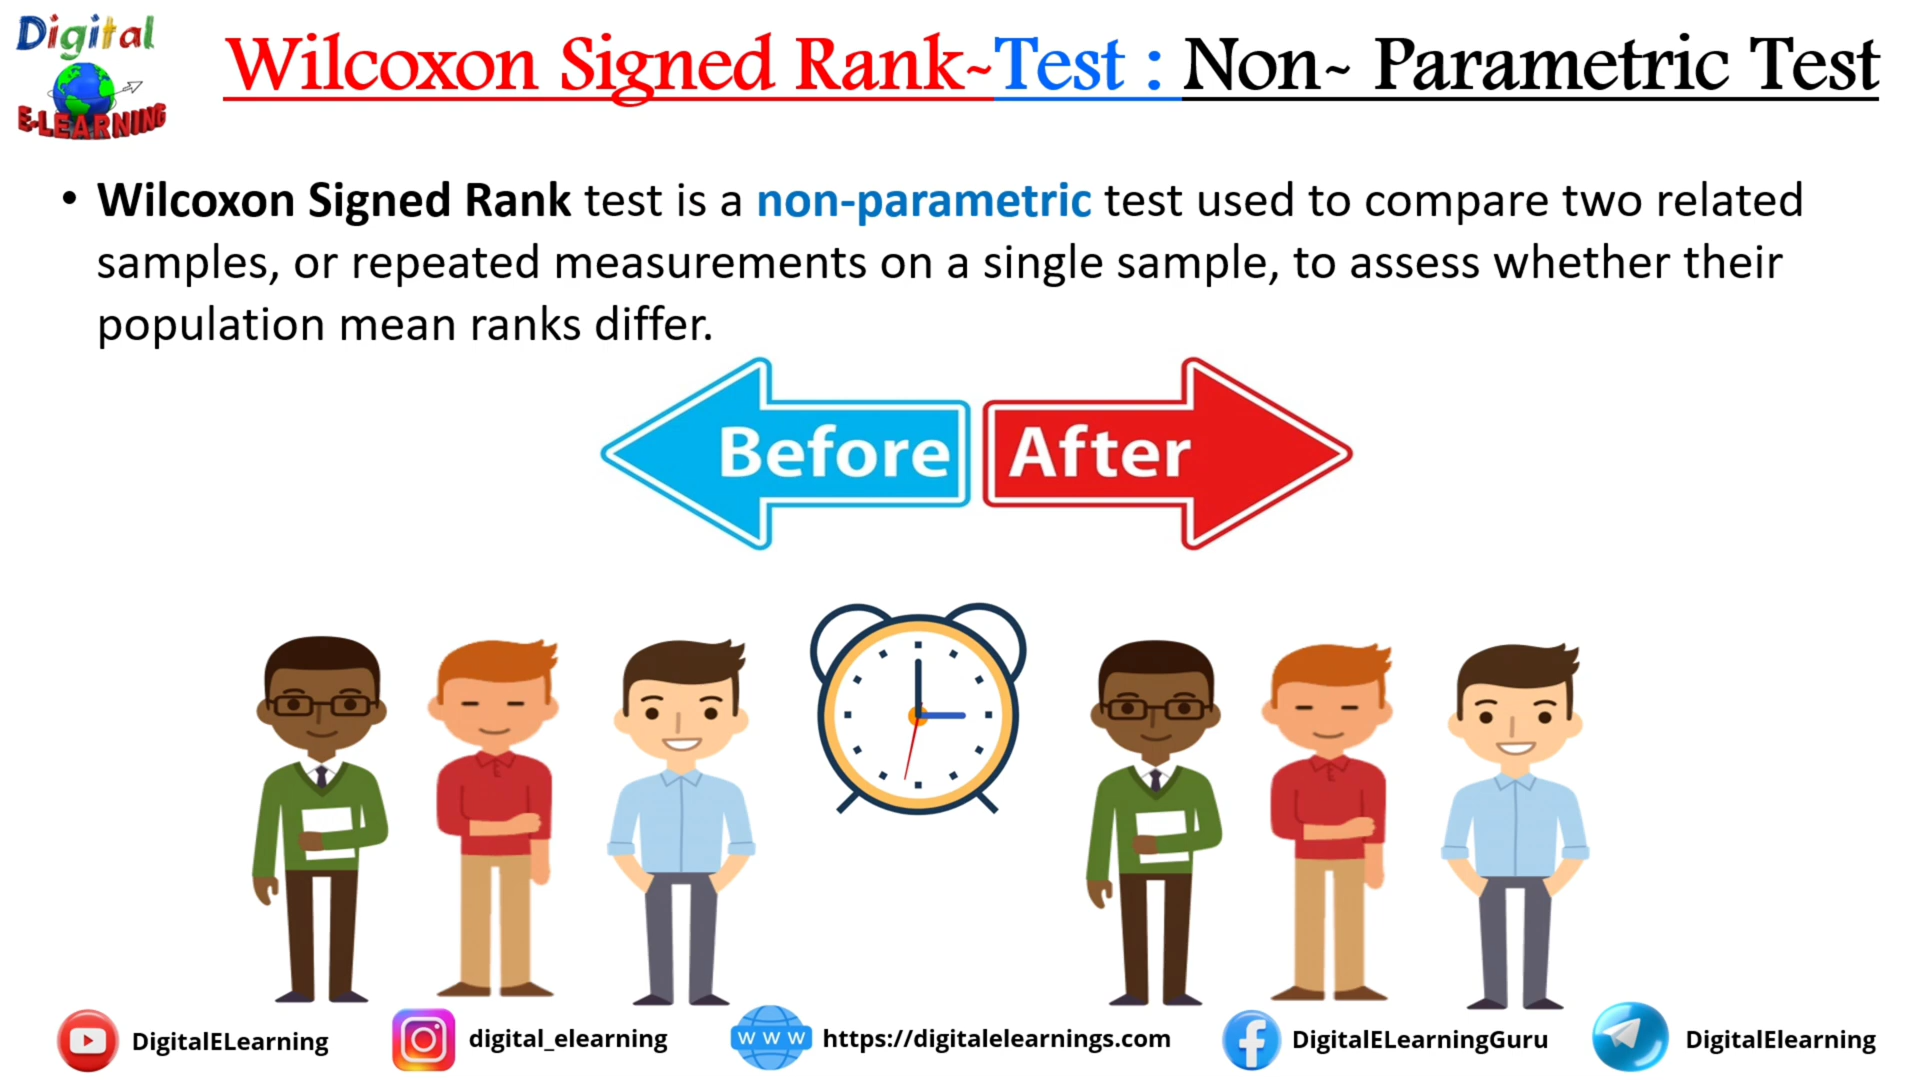 Digital
E-LEARNING
Wilcoxon Signed Rank-Test : Non- Parametric Test
• Wilcoxon Signed Rank test is a non-parametric test used to compare two related
samples, or repeated measurements on a single sample, to assess whether their
population mean ranks differ.
Before After
DigitalELearning digital_elearning WWW https://digitalelearnings.com DigitalELearningGuru DigitalElearning